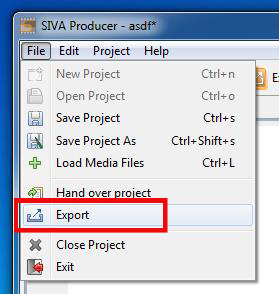 SIVA Producer - asdf*
File Edit Project Help
New Project Ctrl+n
Open Project Ctrl+o
Save Project Ctrl+s
Save Project As Ctrl+Shift+s
Load Media Files Ctrl+L
Hand over project
Export
Close Project
Exit